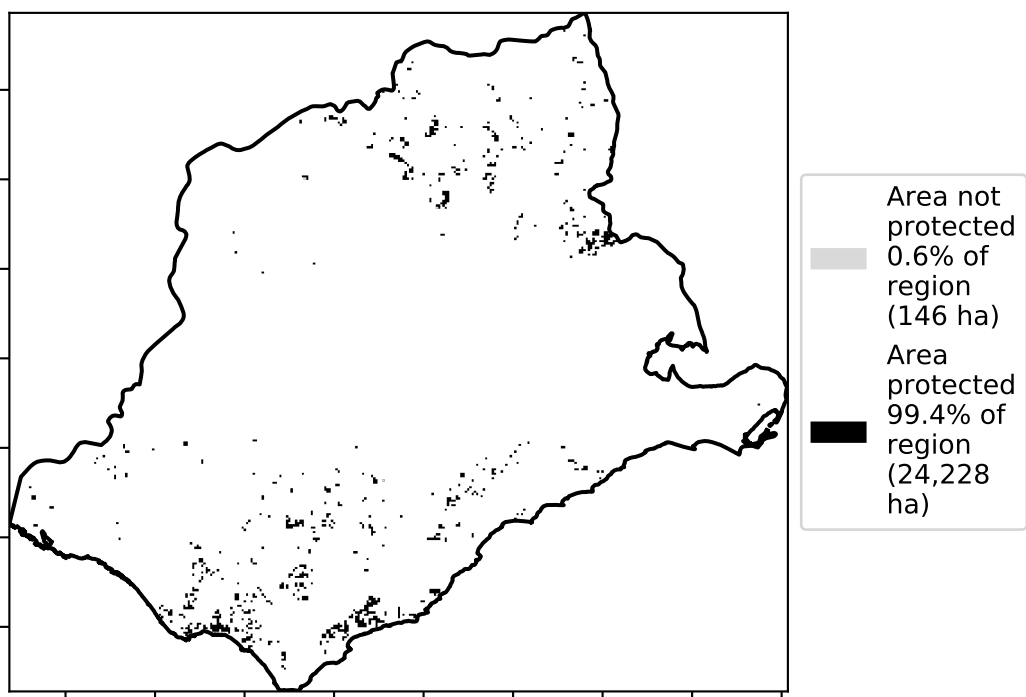 Area not
protected
0.6% of
region
(146 ha)
Area
protected
99.4% of
region
(24,228
ha)